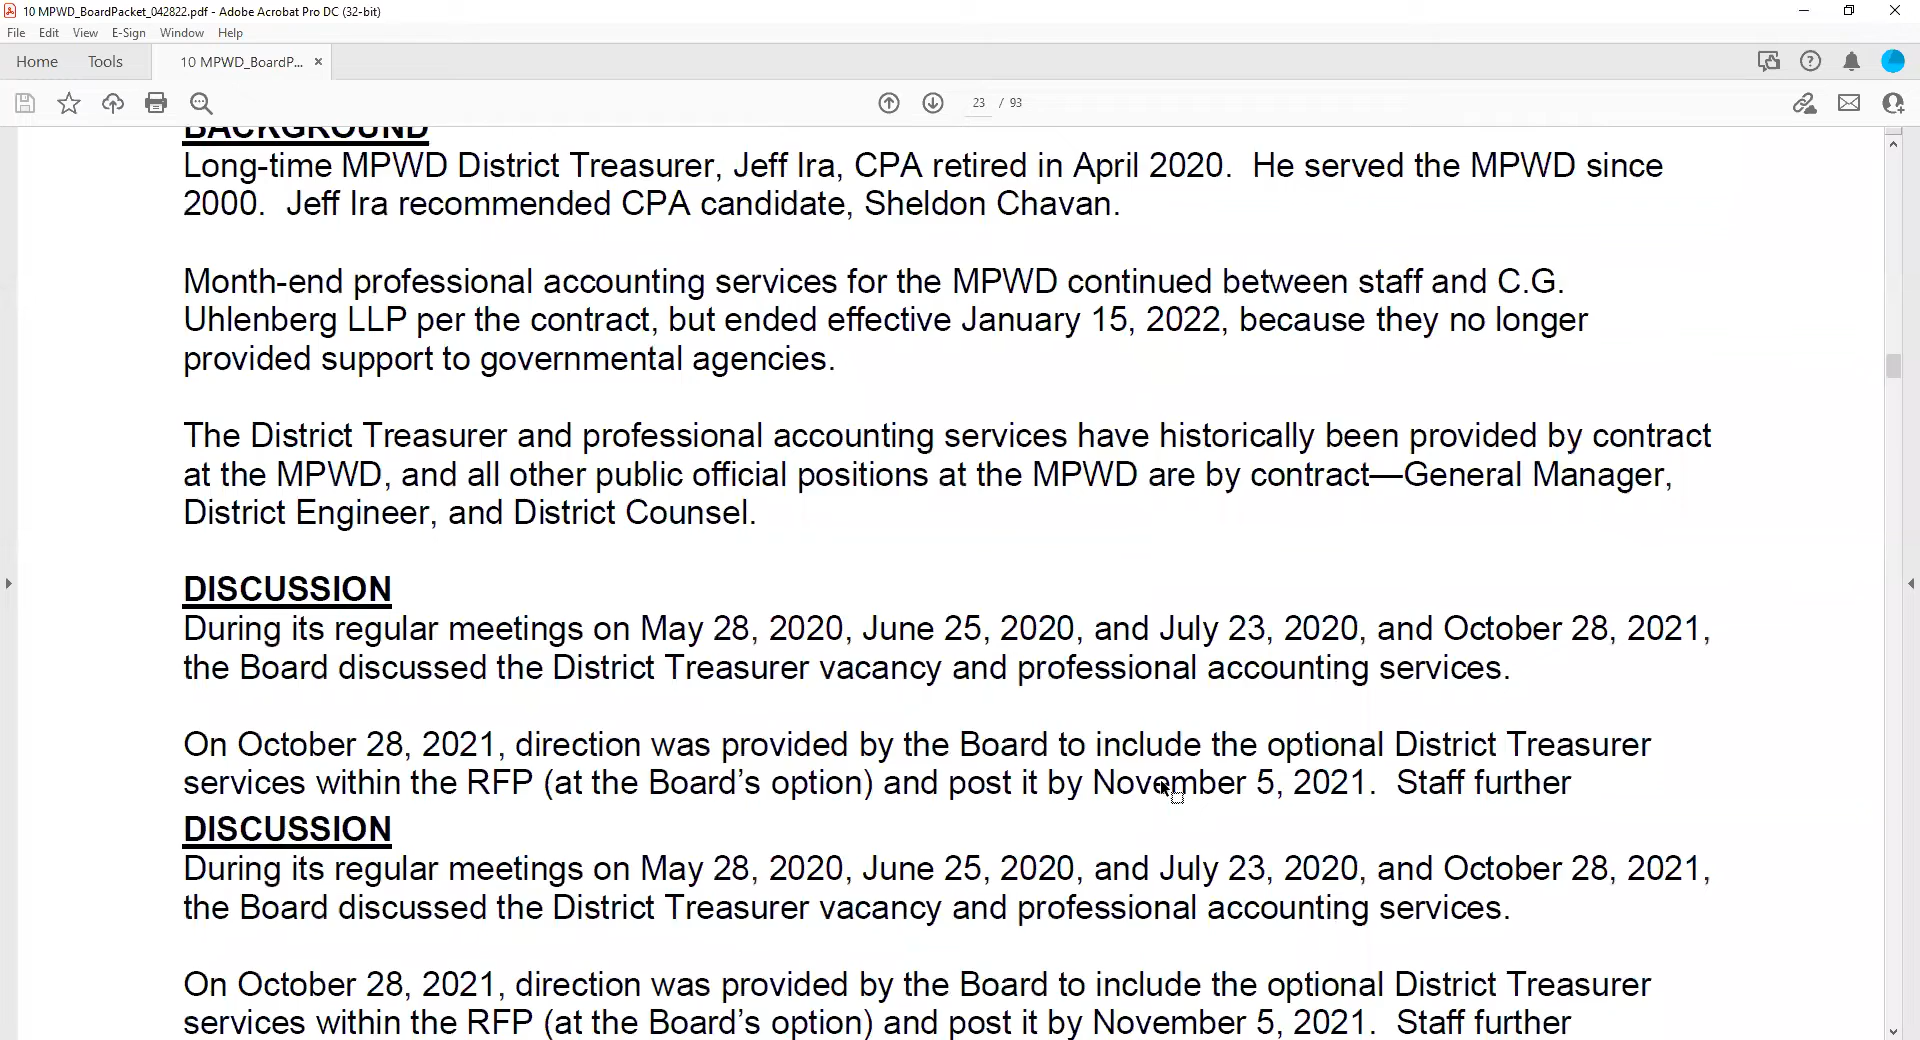 10 MPWD_BoardPacket_042822.pdf - Adobe Acrobat Pro DC (32-bit)
File Edit View E-Sign Window Help
Home Tools 10 MPWD_BoardP... ×
23 / 93
BACKGROUND
Long-time MPWD District Treasurer, Jeff Ira, CPA retired in April 2020. He served the MPWD since
2000. Jeff Ira recommended CPA candidate, Sheldon Chavan.
Month-end professional accounting services for the MPWD continued between staff and C.G.
Uhlenberg LLP per the contract, but ended effective January 15, 2022, because they no longer
provided support to governmental agencies.
The District Treasurer and professional accounting services have historically been provided by contract
at the MPWD, and all other public official positions at the MPWD are by contract—General Manager,
District Engineer, and District Counsel.
DISCUSSION
During its regular meetings on May 28, 2020, June 25, 2020, and July 23, 2020, and October 28, 2021,
the Board discussed the District Treasurer vacancy and professional accounting services.
On October 28, 2021, direction was provided by the Board to include the optional District Treasurer
services within the RFP (at the Board's option) and post it by November 5, 2021. Staff further
DISCUSSION
During its regular meetings on May 28, 2020, June 25, 2020, and July 23, 2020, and October 28, 2021,
the Board discussed the District Treasurer vacancy and professional accounting services.
On October 28, 2021, direction was provided by the Board to include the optional District Treasurer
services within the RFP (at the Board's option) and post it by November 5, 2021. Staff further